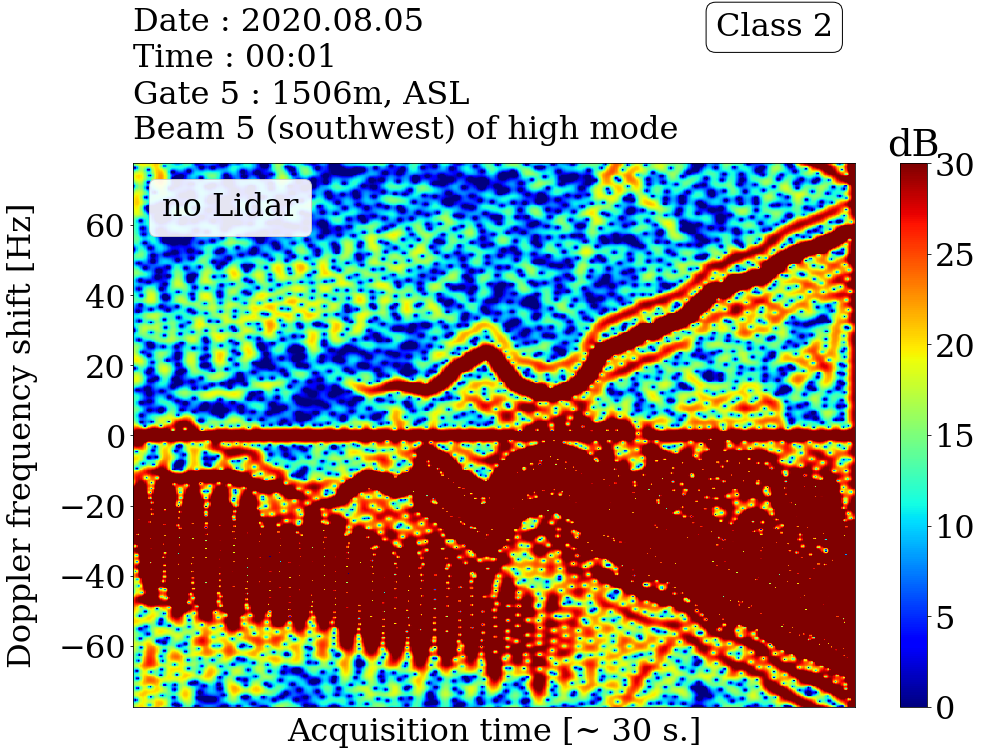 Date : 2020.08.05
Time : 00:01
Gate 5 : 1506m, ASL
Beam 5 (southwest) of high mode
Class 2
dB
no Lidar
Doppler frequency shift [Hz]
60
40
20
0
−20
−40
−60
30
25
20
15
10
5
0
Acquisition time [~ 30 s.]